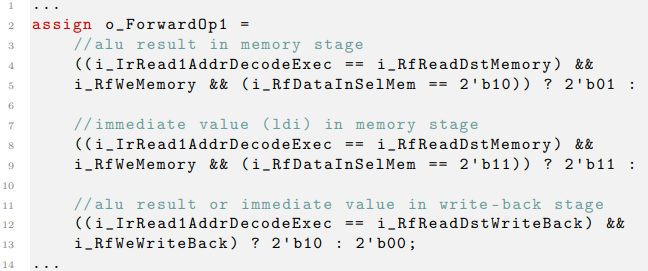 1 ...
2 assign o_ForwardOp1 =
3 //alu result in memory stage
4 ((i_IrRead1AddrDecodeExec == i_RfReadDstMemory) &&
5 i_RfWeMemory && (i_RfDataInSelMem == 2'b10)) ? 2'b01 :
6
7 //immediate value (ldi) in memory stage
8 ((i_IrRead1AddrDecodeExec == i_RfReadDstMemory) &&
9 i_RfWeMemory && (i_RfDataInSelMem == 2'b11)) ? 2'b11 :
10
11 //alu result or immediate value in write-back stage
12 ((i_IrRead1AddrDecodeExec == i_RfReadDstWriteBack) &&
13 i_RfWeWriteBack) ? 2'b10 : 2'b00;
14 ...